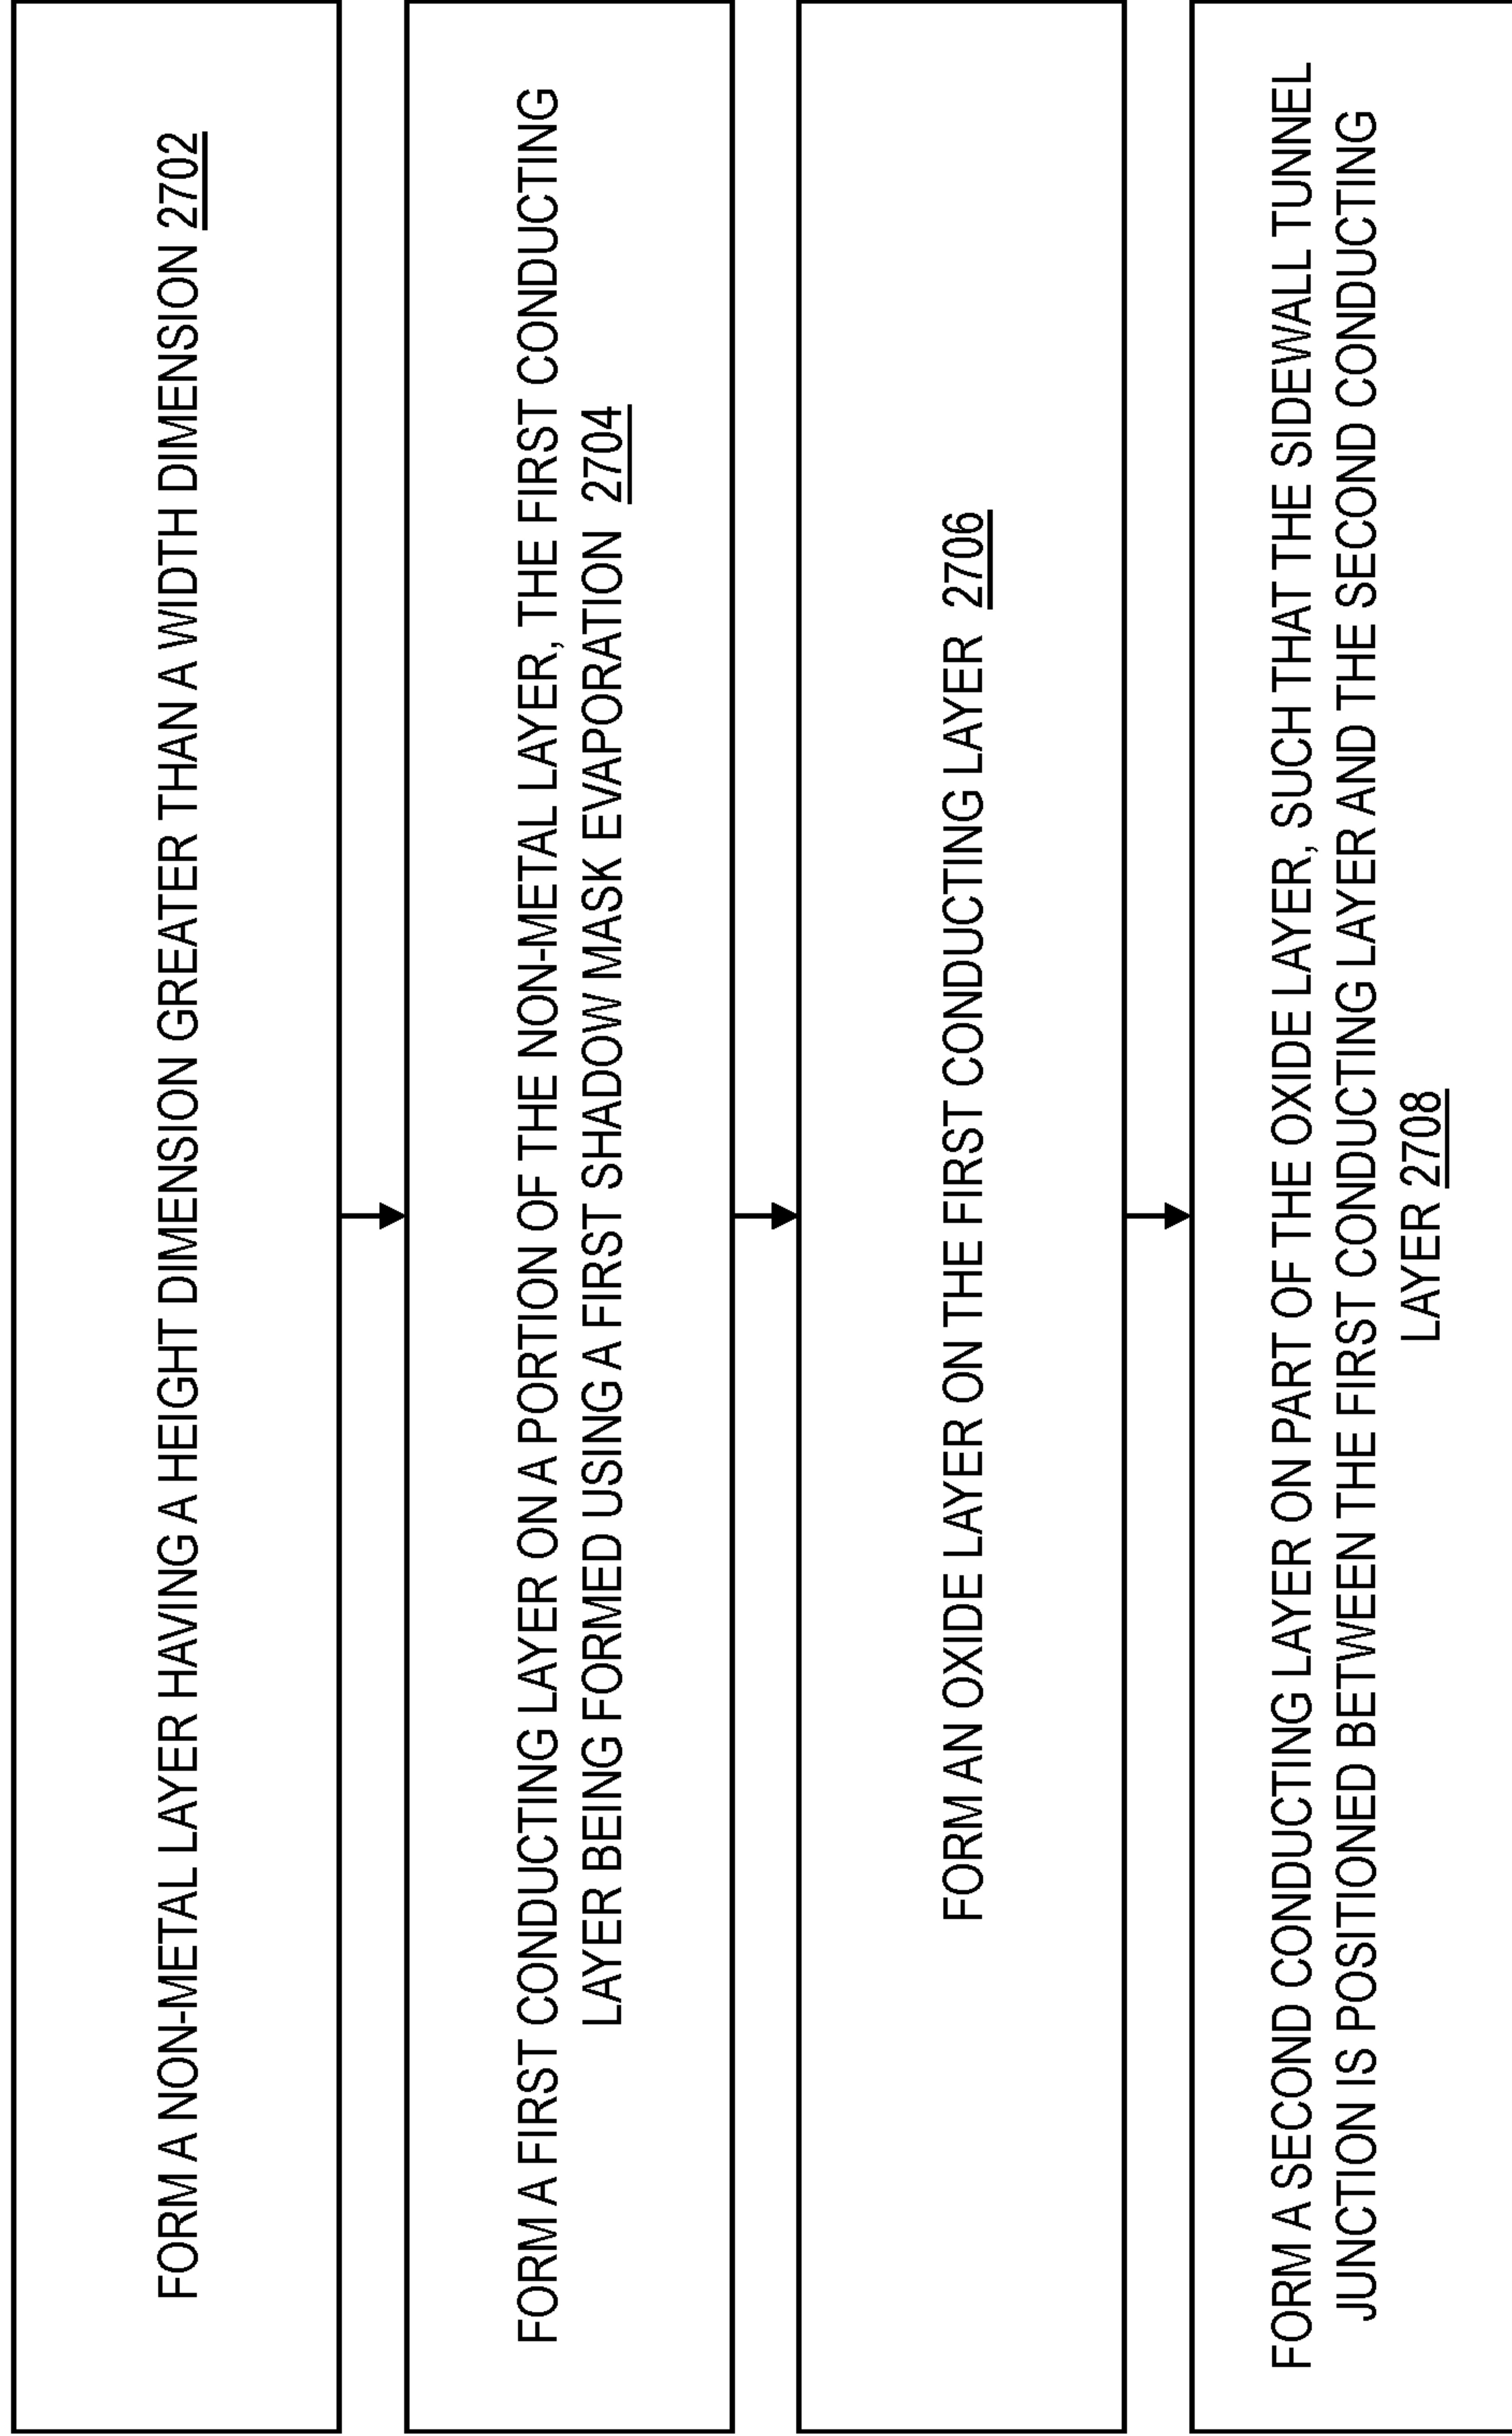 FORM A NON-METAL LAYER HAVING A HEIGHT DIMENSION GREATER THAN A WIDTH DIMENSION 2702
FORM A FIRST CONDUCTING LAYER ON A PORTION OF THE NON-METAL LAYER, THE FIRST CONDUCTING
LAYER BEING FORMED USING A FIRST SHADOW MASK EVAPORATION 2704
FORM AN OXIDE LAYER ON THE FIRST CONDUCTING LAYER 2706
FORM A SECOND CONDUCTING LAYER ON PART OF THE OXIDE LAYER, SUCH THAT THE SIDEWALL TUNNEL
JUNCTION IS POSITIONED BETWEEN THE FIRST CONDUCTING LAYER AND THE SECOND CONDUCTING
LAYER 2708